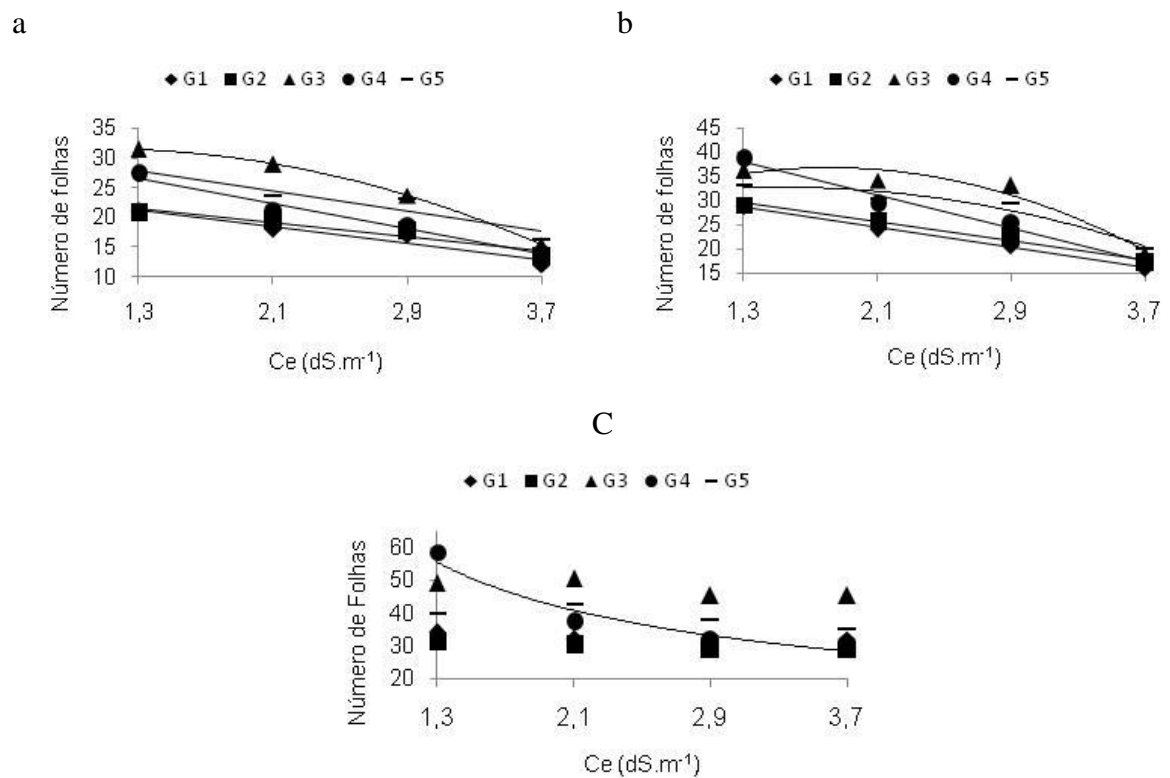 a
◆ G1 ■ G2 ▲ G3 ● G4 – G5
Número de folhas
35
30
25
20
15
10
1,3 2,1 2,9 3,7
Ce (dS.m⁻¹)
b
◆ G1 ■ G2 ▲ G3 ● G4 – G5
Número de folhas
45
40
35
30
25
20
15
1,3 2,1 2,9 3,7
Ce (dS.m⁻¹)
C
◆ G1 ■ G2 ▲ G3 ● G4 – G5
Número de Folhas
60
50
40
30
20
1,3 2,1 2,9 3,7
Ce (dS.m⁻¹)